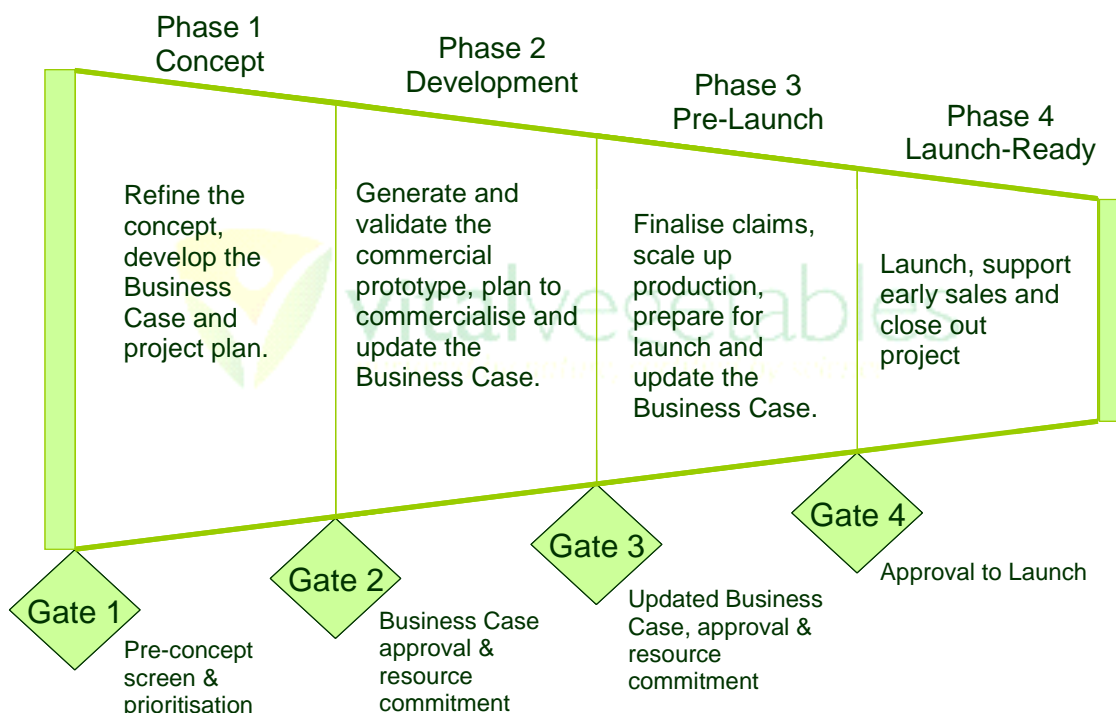 Phase 1
Concept
Phase 2
Development
Phase 3
Pre-Launch
Phase 4
Launch-Ready
Refine the
concept,
develop the
Business
Case and
project plan.
Generate and
validate the
commercial
prototype, plan to
commercialise and
update the
Business Case.
Finalise claims,
scale up
production,
prepare for
launch and
update the
Business Case.
Launch, support
early sales and
close out
project
vitalvegetables
Gate 1
Pre-concept
screen &
prioritisation
Gate 2
Business Case
approval &
resource
commitment
Gate 3
Updated Business
Case, approval &
resource
commitment
Gate 4
Approval to Launch